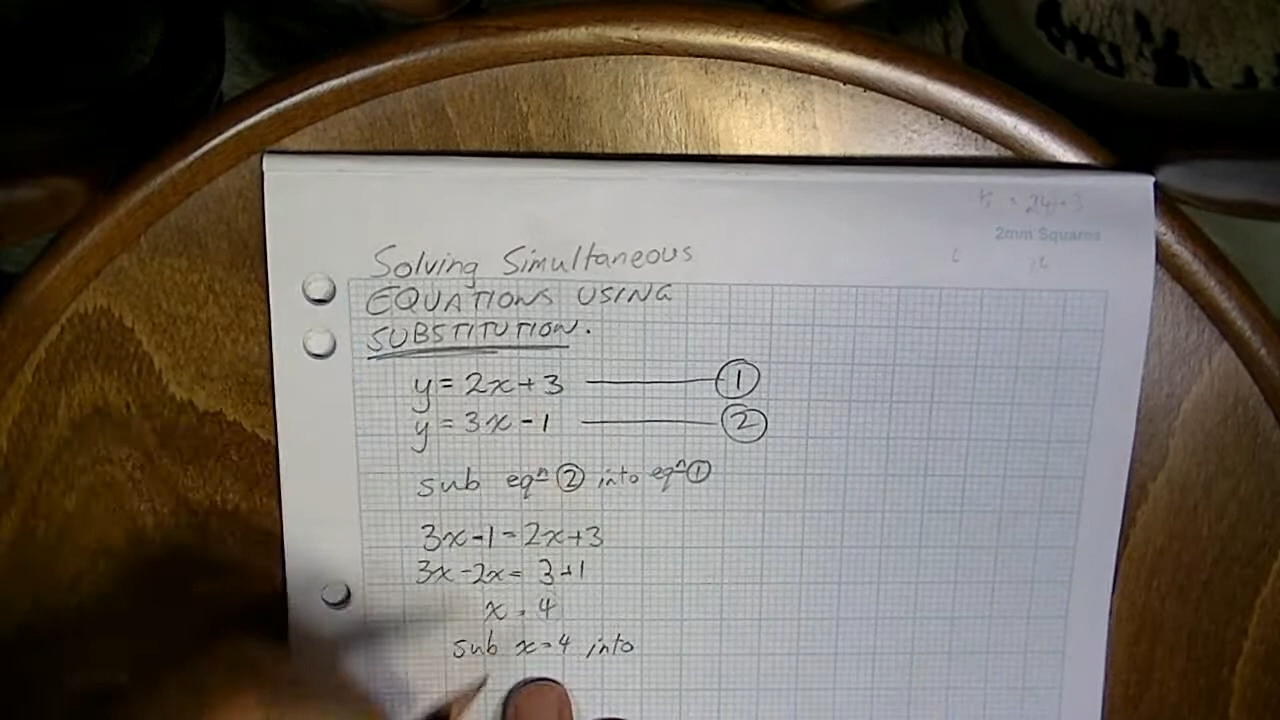 2mm Squares
Solving Simultaneous
EQUATIONS USING
SUBSTITUTION.
y = 2x + 3 ——— ①
y = 3x - 1 ——— ②
sub eqⁿ ② into eqⁿ ①
3x - 1 = 2x + 3
3x - 2x = 3 + 1
x = 4
sub x = 4 into